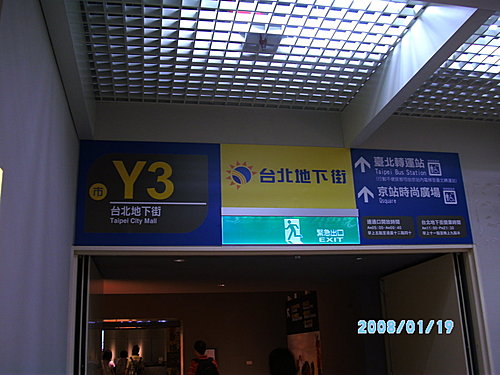 市 Y3
台北地下街
Taipei City Mall
台北地下街
緊急出口
EXIT
臺北轉運站
Taipei Bus Station
京站時尚廣場
Qsquare
2008/01/19